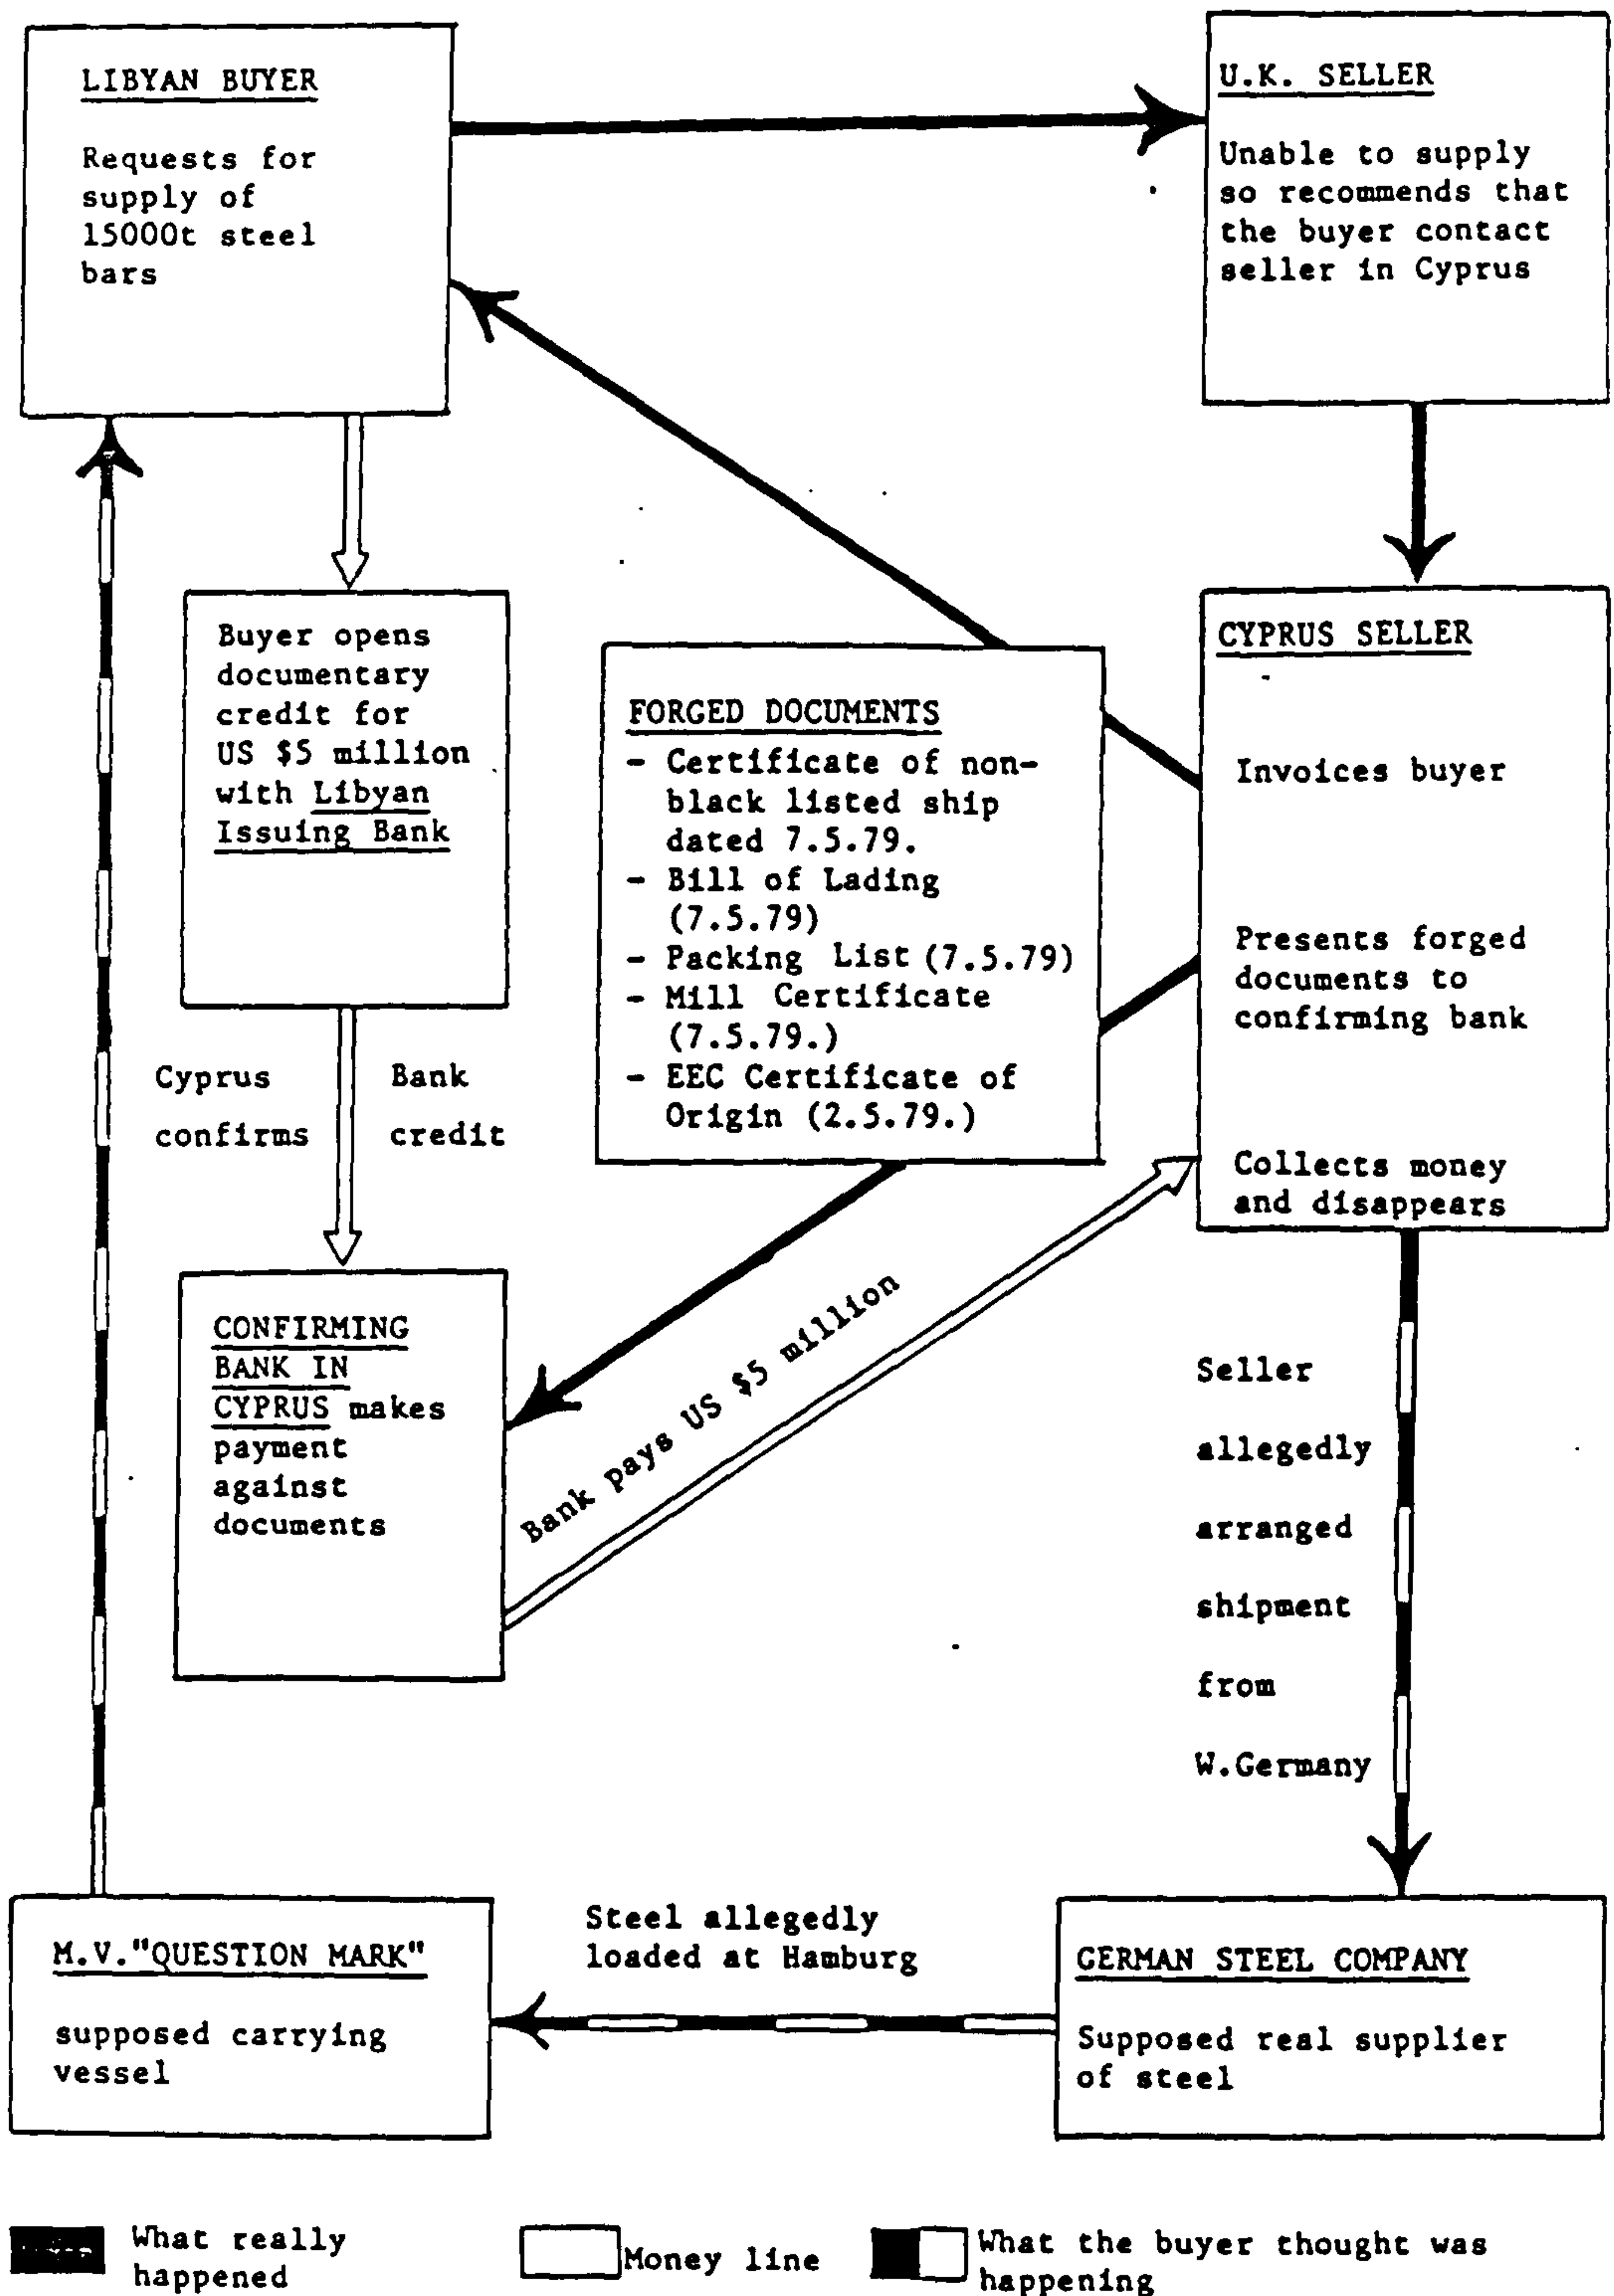 LIBYAN BUYER
Requests for
supply of
15000t steel
bars
U.K. SELLER
Unable to supply
so recommends that
the buyer contact
seller in Cyprus
Buyer opens
documentary
credit for
US $5 million
with Libyan
Issuing Bank
FORGED DOCUMENTS
- Certificate of non-
black listed ship
dated 7.5.79.
- Bill of Lading
(7.5.79)
- Packing List (7.5.79)
- Mill Certificate
(7.5.79.)
- EEC Certificate of
Origin (2.5.79.)
CYPRUS SELLER
Invoices buyer
Presents forged
documents to
confirming bank
Collects money
and disappears
Cyprus Bank
confirms credit
CONFIRMING
BANK IN
CYPRUS makes
payment
against
documents
Bank pays US $5 million
Seller
allegedly
arranged
shipment
from
W.Germany
M.V."QUESTION MARK"
supposed carrying
vessel
Steel allegedly
loaded at Hamburg
GERMAN STEEL COMPANY
Supposed real supplier
of steel
What really
happened
Money line
What the buyer thought was
happening